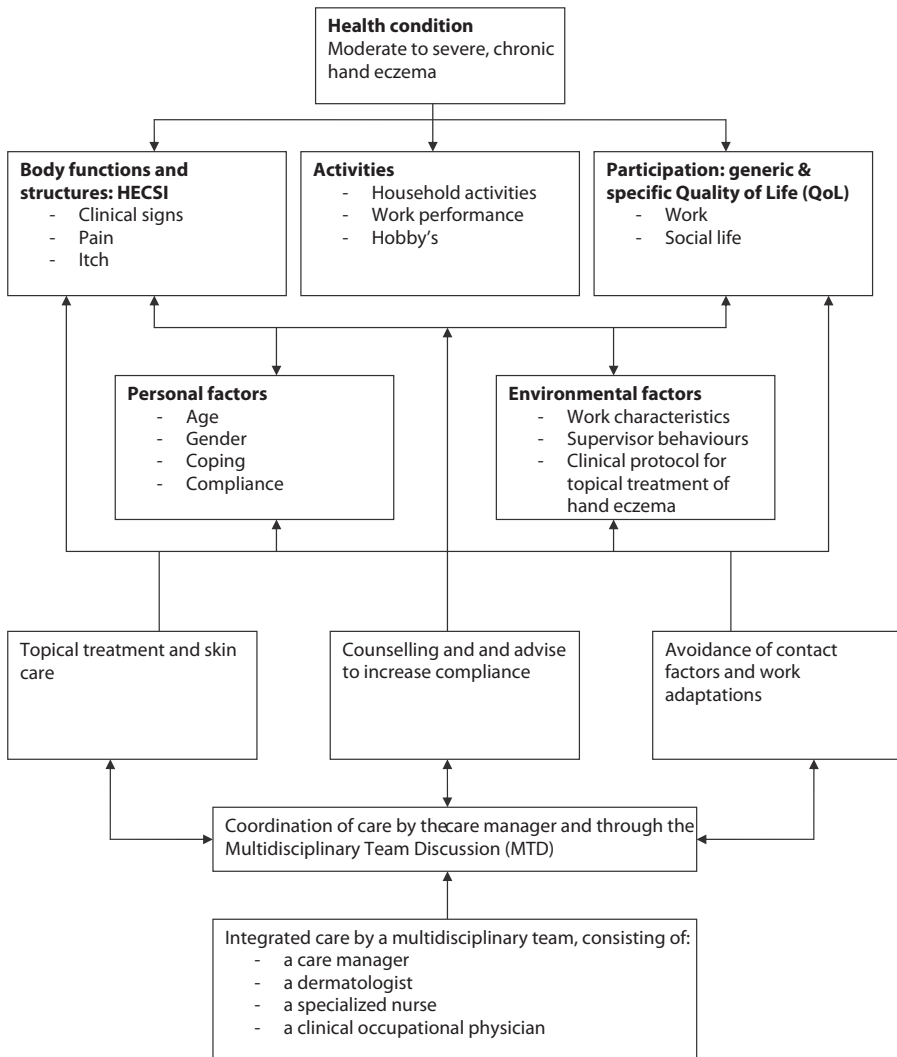 Health condition
Moderate to severe, chronic
hand eczema
Body functions and
structures: HECSI
- Clinical signs
- Pain
- Itch
Activities
- Household activities
- Work performance
- Hobby's
Participation: generic &
specific Quality of Life (QoL)
- Work
- Social life
Personal factors
- Age
- Gender
- Coping
- Compliance
Environmental factors
- Work characteristics
- Supervisor behaviours
- Clinical protocol for
topical treatment of
hand eczema
Topical treatment and skin
care
Counselling and and advise
to increase compliance
Avoidance of contact
factors and work
adaptations
Coordination of care by thecare manager and through the
Multidisciplinary Team Discussion (MTD)
Integrated care by a multidisciplinary team, consisting of:
- a care manager
- a dermatologist
- a specialized nurse
- a clinical occupational physician